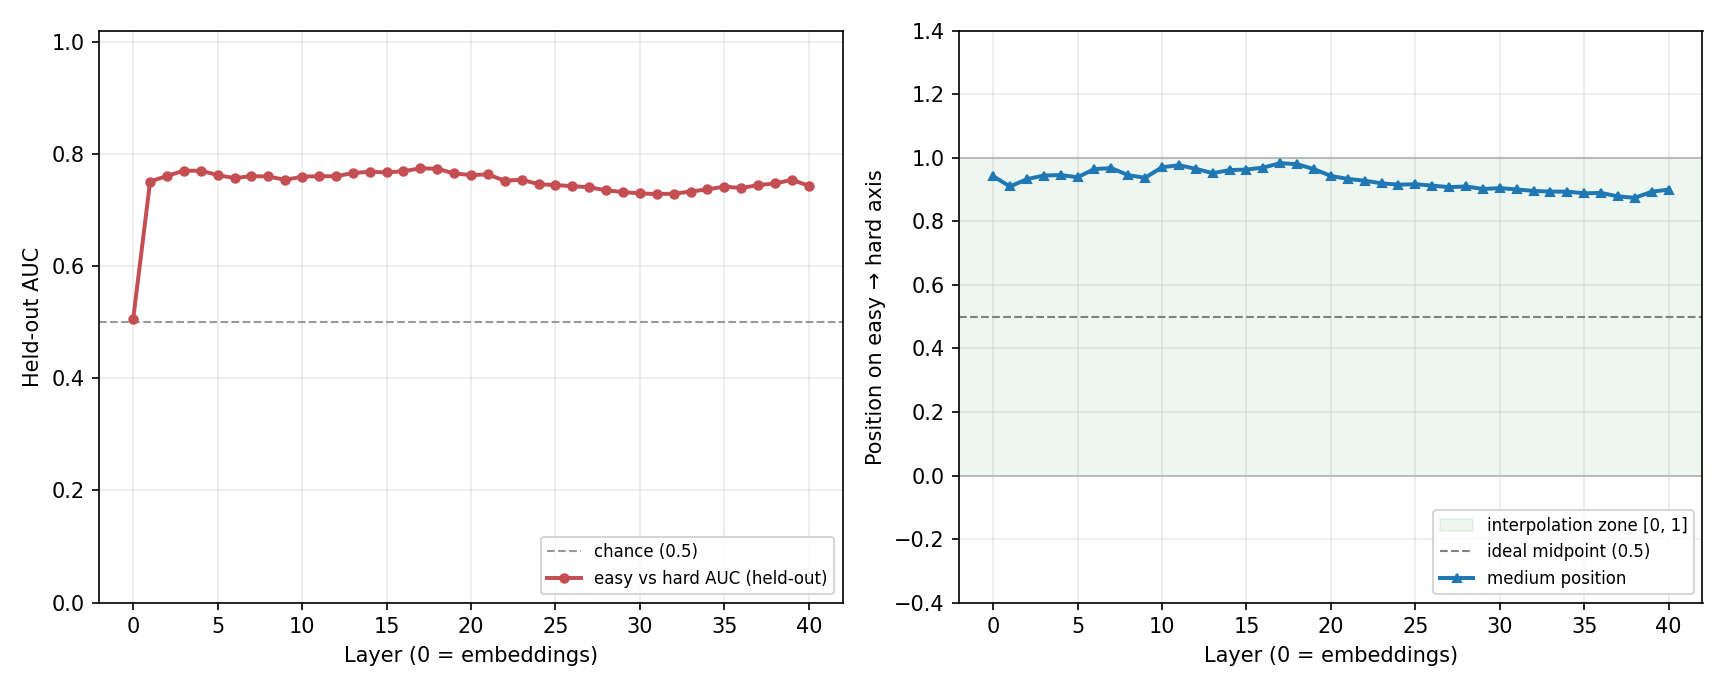 Held-out AUC
1.0
0.8
0.6
0.4
0.2
0.0
chance (0.5)
easy vs hard AUC (held-out)
0 5 10 15 20 25 30 35 40
Layer (0 = embeddings)
Position on easy → hard axis
1.4
1.2
1.0
0.8
0.6
0.4
0.2
0.0
−0.2
−0.4
interpolation zone [0, 1]
ideal midpoint (0.5)
medium position
0 5 10 15 20 25 30 35 40
Layer (0 = embeddings)